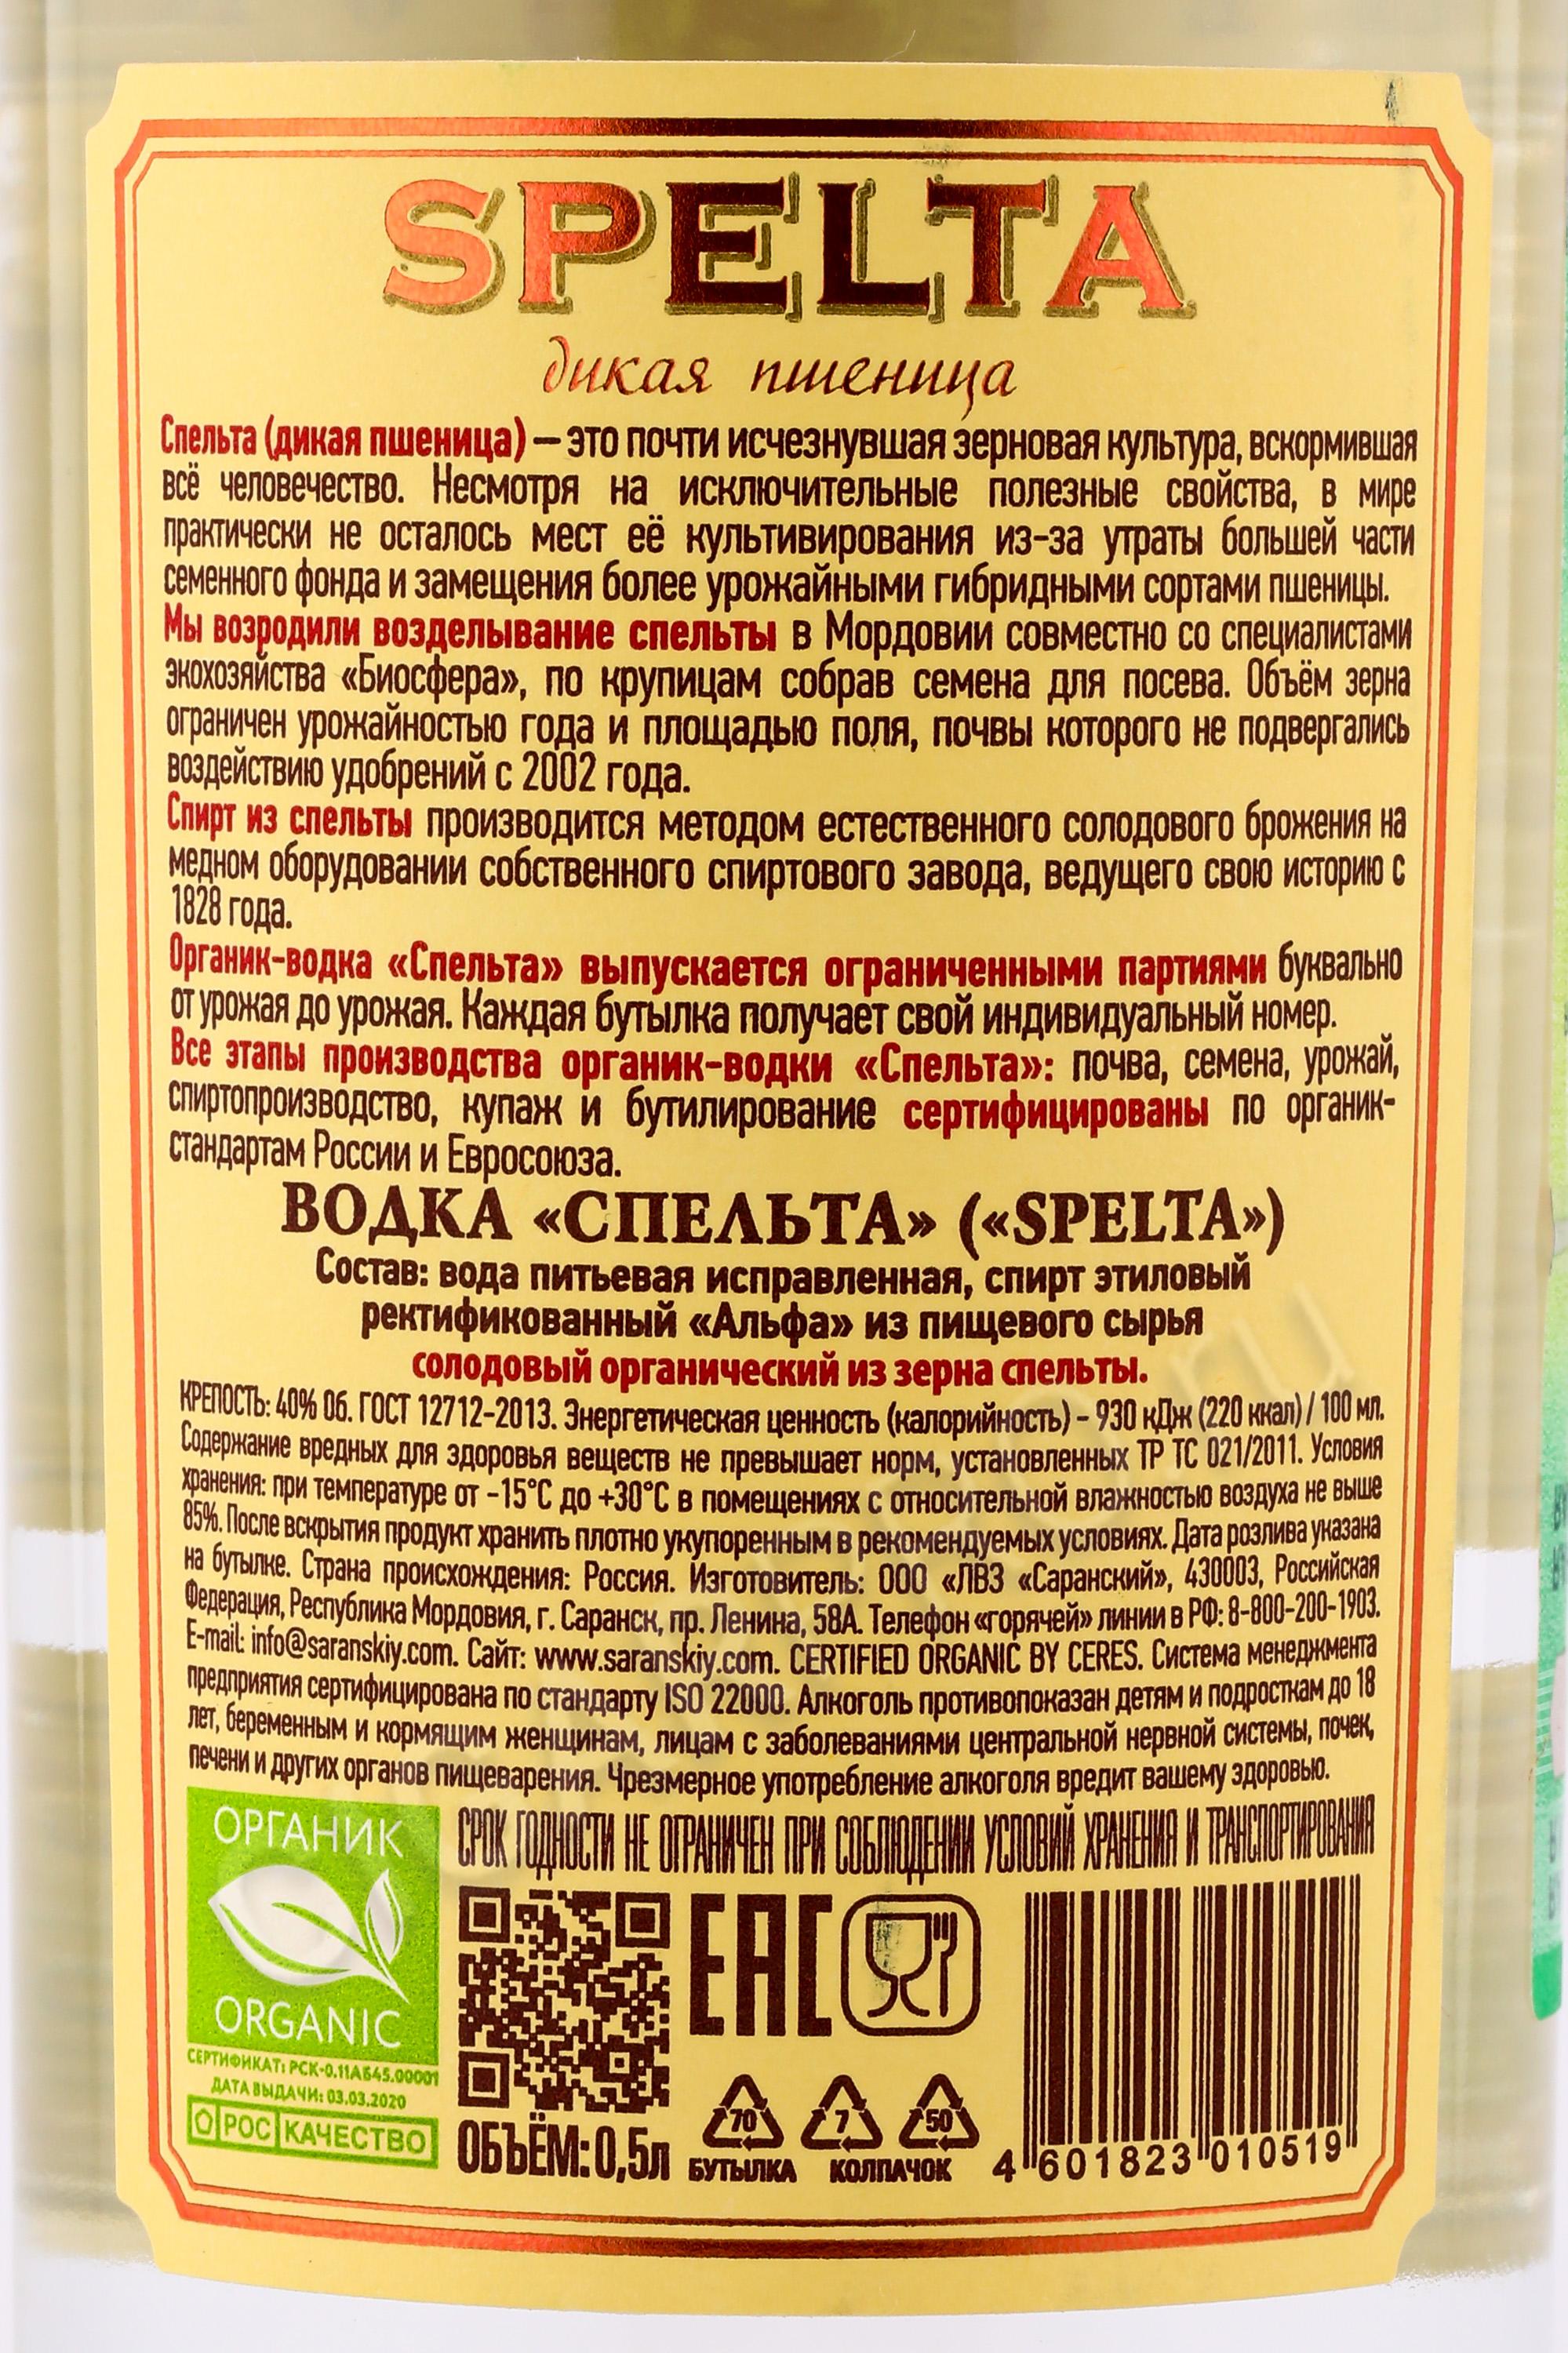 SPELTA
дикая пшеница
Спельта (дикая пшеница) – это почти исчезнувшая зерновая культура, вскормившая
всё человечество. Несмотря на исключительные полезные свойства, в мире
практически не осталось мест её культивирования из-за утраты большей части
семенного фонда и замещения более урожайными гибридными сортами пшеницы.
Мы возродили возделывание спельты в Мордовии совместно со специалистами
экохозяйства «Биосфера», по крупицам собрав семена для посева. Объём зерна
ограничен урожайностью года и площадью поля, почвы которого не подвергались
воздействию удобрений с 2002 года.
Спирт из спельты производится методом естественного солодового брожения на
медном оборудовании собственного спиртового завода, ведущего свою историю с
1828 года.
Органик-водка «Спельта» выпускается ограниченными партиями буквально
от урожая до урожая. Каждая бутылка получает свой индивидуальный номер.
Все этапы производства органик-водки «Спельта»: почва, семена, урожай,
спиртопроизводство, купаж и бутилирование сертифицированы по органик-
стандартам России и Евросоюза.
ВОДКА «СПЕЛЬТА» («SPELTA»)
Состав: вода питьевая исправленная, спирт этиловый
ректификованный «Альфа» из пищевого сырья
солодовый органический из зерна спельты.
КРЕПОСТЬ: 40% Об. ГОСТ 12712-2013. Энергетическая ценность (калорийность) – 930 кДж (220 ккал) / 100 мл.
Содержание вредных для здоровья веществ не превышает норм, установленных ТР ТС 021/2011. Условия
хранения: при температуре от -15°С до +30°С в помещениях с относительной влажностью воздуха не выше
85%. После вскрытия продукт хранить плотно укупоренным в рекомендуемых условиях. Дата розлива указана
на бутылке. Страна происхождения: Россия. Изготовитель: ООО «ЛВЗ «Саранский», 430003, Российская
Федерация, Республика Мордовия, г. Саранск, пр. Ленина, 58А. Телефон «горячей» линии в РФ: 8-800-200-1903.
E-mail: info@saranskiy.com. Сайт: www.saranskiy.com. CERTIFIED ORGANIC BY CERES. Система менеджмента
предприятия сертифицирована по стандарту ISO 22000. Алкоголь противопоказан детям и подросткам до 18
лет, беременным и кормящим женщинам, лицам с заболеваниями центральной нервной системы, почек,
печени и других органов пищеварения. Чрезмерное употребление алкоголя вредит вашему здоровью.
СРОК ГОДНОСТИ НЕ ОГРАНИЧЕН ПРИ СОБЛЮДЕНИИ УСЛОВИЙ ХРАНЕНИЯ И ТРАНСПОРТИРОВАНИЯ
ОРГАНИК
ORGANIC
СЕРТИФИКАТ: РСК-0.11АБ45.00001
ДАТА ВЫДАЧИ: 03.03.2020
РОС КАЧЕСТВО
EAC
ОБЪЁМ: 0,5л
70 7 50
БУТЫЛКА КОЛПАЧОК
4 601823 010519